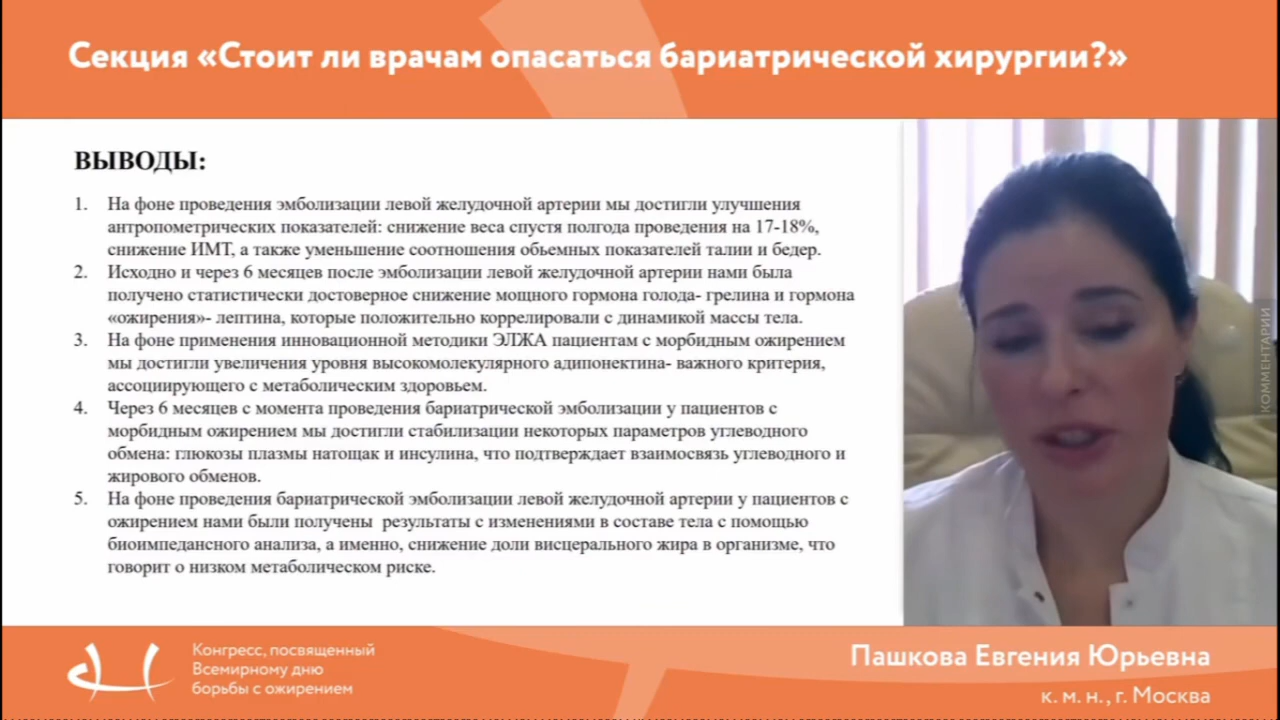 Секция «Стоит ли врачам опасаться бариатрической хирургии?»
ВЫВОДЫ:
1. На фоне проведения эмболизации левой желудочной артерии мы достигли улучшения
антропометрических показателей: снижение веса спустя полгода проведения на 17-18%,
снижение ИМТ, а также уменьшение соотношения обьемных показателей талии и бедер.
2. Исходно и через 6 месяцев после эмболизации левой желудочной артерии нами была
получено статистически достоверное снижение мощного гормона голода- грелина и гормона
«ожирения»- лептина, которые положительно коррелировали с динамикой массы тела.
3. На фоне применения инновационной методики ЭЛЖА пациентам с морбидным ожирением
мы достигли увеличения уровня высокомолекулярного адипонектина- важного критерия,
ассоциирующего с метаболическим здоровьем.
4. Через 6 месяцев с момента проведения бариатрической эмболизации у пациентов с
морбидным ожирением мы достигли стабилизации некоторых параметров углеводного
обмена: глюкозы плазмы натощак и инсулина, что подтверждает взаимосвязь углеводного и
жирового обменов.
5. На фоне проведения бариатрической эмболизации левой желудочной артерии у пациентов с
ожирением нами были получены результаты с изменениями в составе тела с помощью
биоимпедансного анализа, а именно, снижение доли висцерального жира в организме, что
говорит о низком метаболическом риске.
КОММЕНТАРИИ
Конгресс, посвященный
Всемирному дню
борьбы с ожирением
Пашкова Евгения Юрьевна
к. м. н., г. Москва